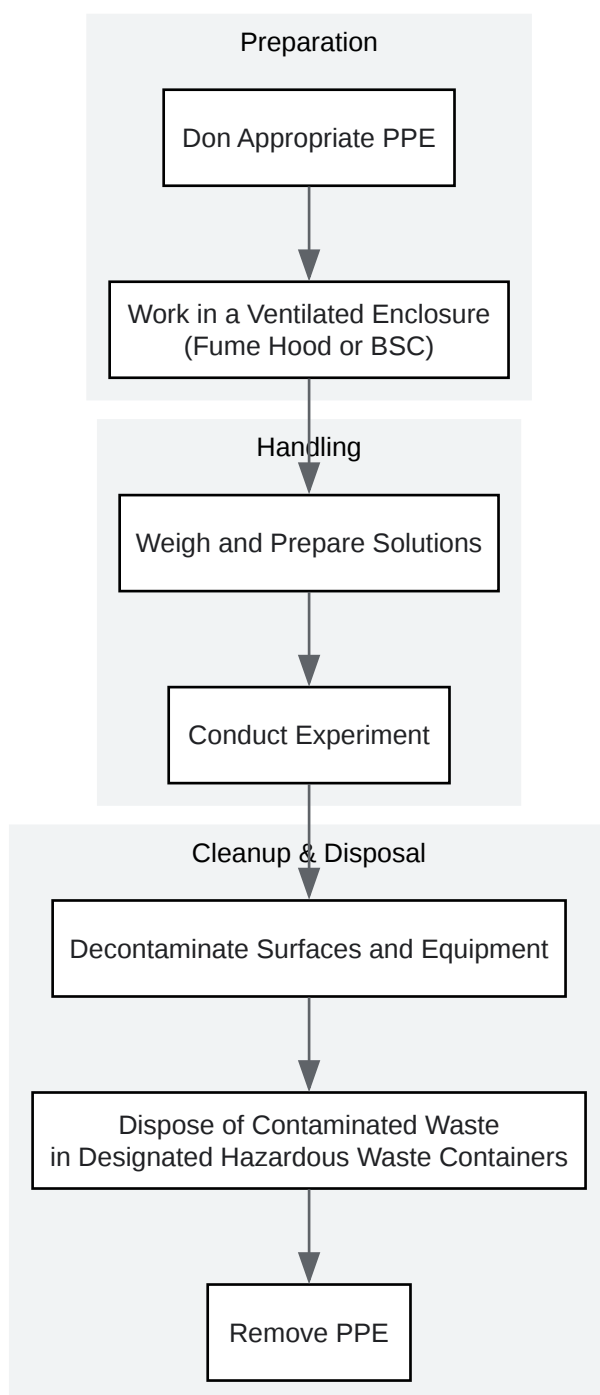 Preparation
Don Appropriate PPE
Work in a Ventilated Enclosure
(Fume Hood or BSC)
Handling
Weigh and Prepare Solutions
Conduct Experiment
Cleanup & Disposal
Decontaminate Surfaces and Equipment
Dispose of Contaminated Waste
in Designated Hazardous Waste Containers
Remove PPE